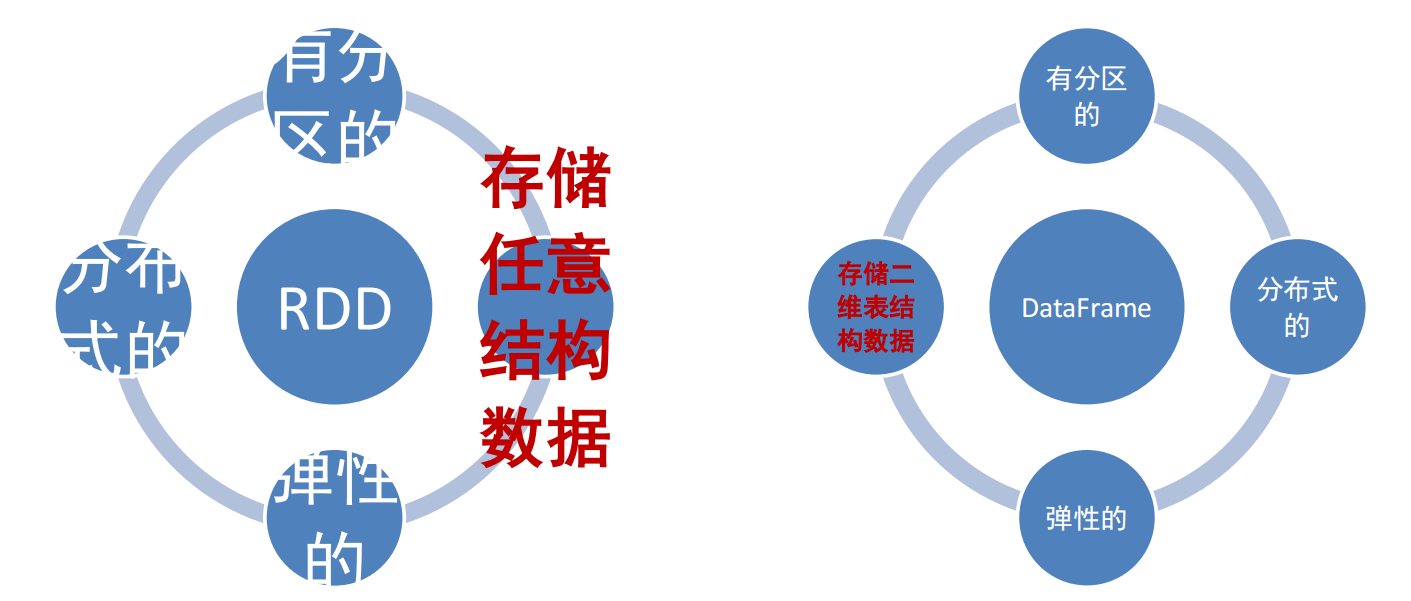 有分
区的
分布
式的
RDD
存储
任意
结构
数据
弹性
的
有分区
的
存储二
维表结
构数据
DataFrame
分布式
的
弹性的